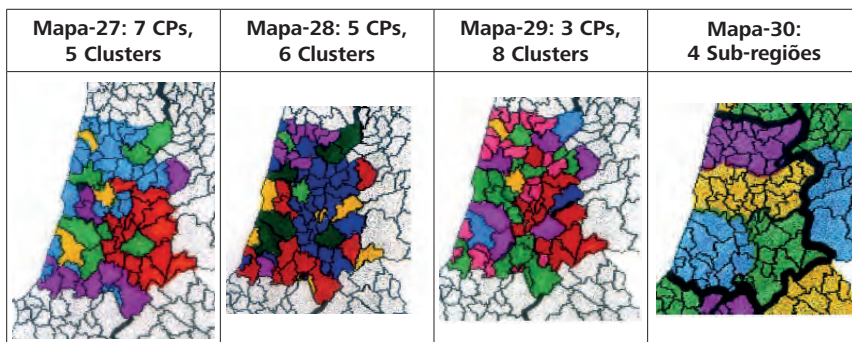 Mapa-27: 7 CPs,
5 Clusters
Mapa-28: 5 CPs,
6 Clusters
Mapa-29: 3 CPs,
8 Clusters
Mapa-30:
4 Sub-regiões